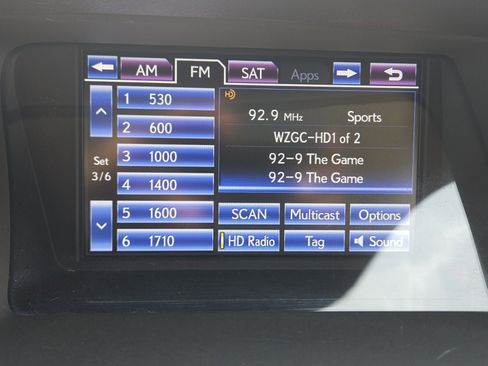 AM FM SAT Apps
1 530
2 600
3 1000
4 1400
5 1600
6 1710
Set
3/6
HD
92.9 MHz Sports
WZGC-HD1 of 2
92-9 The Game
92-9 The Game
SCAN Multicast Options
HD Radio Tag Sound